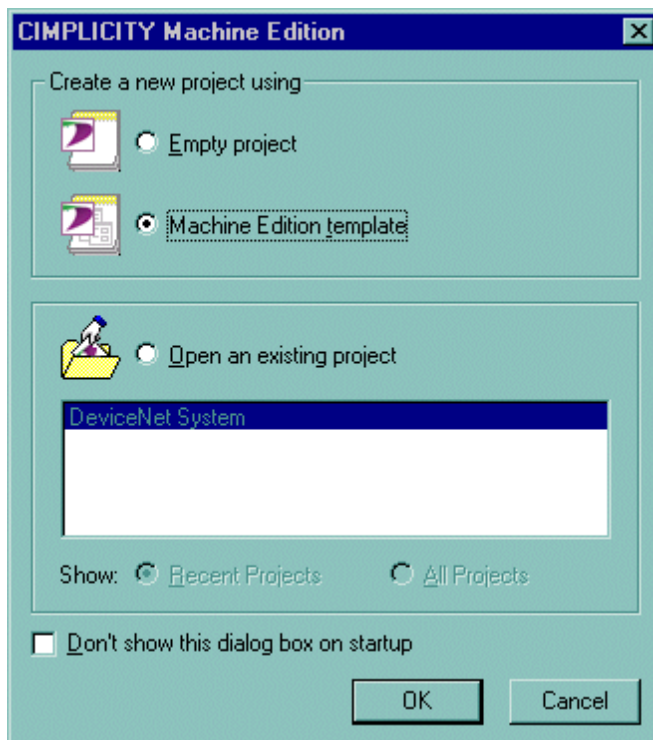 CIMPLICITY Machine Edition
Create a new project using
Empty project
Machine Edition template
Open an existing project
DeviceNet System
Show: Recent Projects All Projects
Don't show this dialog box on startup
OK Cancel